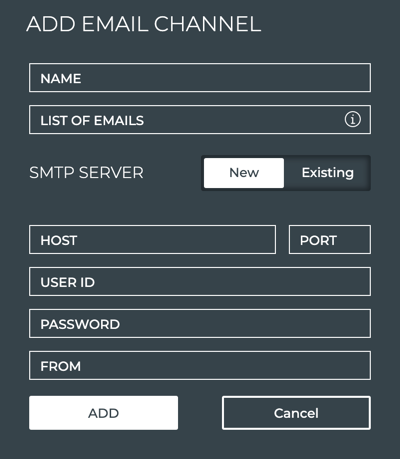 ADD EMAIL CHANNEL
NAME
LIST OF EMAILS
SMTP SERVER New Existing
HOST PORT
USER ID
PASSWORD
FROM
ADD Cancel